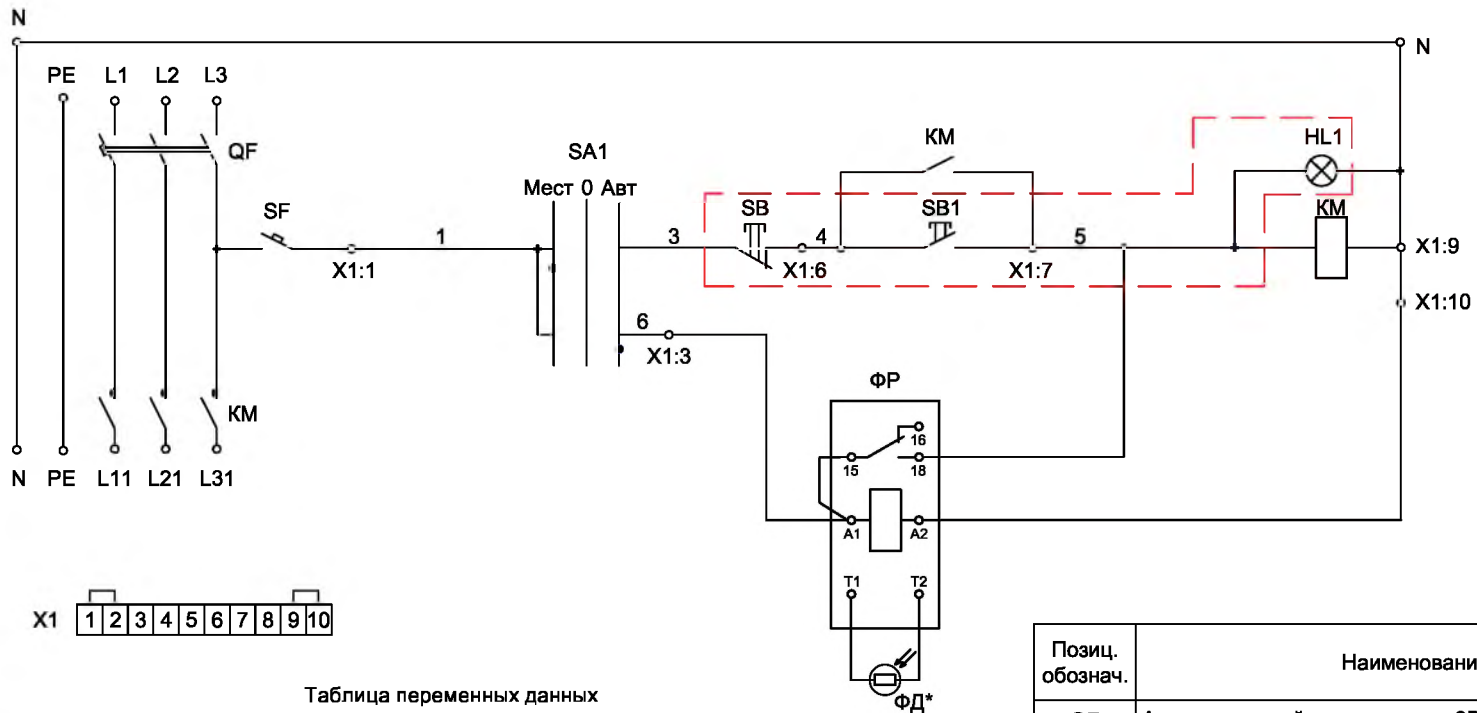 N
N
PE L1 L2 L3
QF
SA1
Мест 0 Авт
KM
HL1
SF
1
3
SB
4
SB1
5
KM
X1:1
X1:6
X1:7
X1:9
X1:10
6
X1:3
ФР
KM
16
15
18
N PE L11 L21 L31
A1
A2
T1
T2
X1 1 2 3 4 5 6 7 8 9 10
ФД*
Таблица переменных данных
Позиц.
обознач.